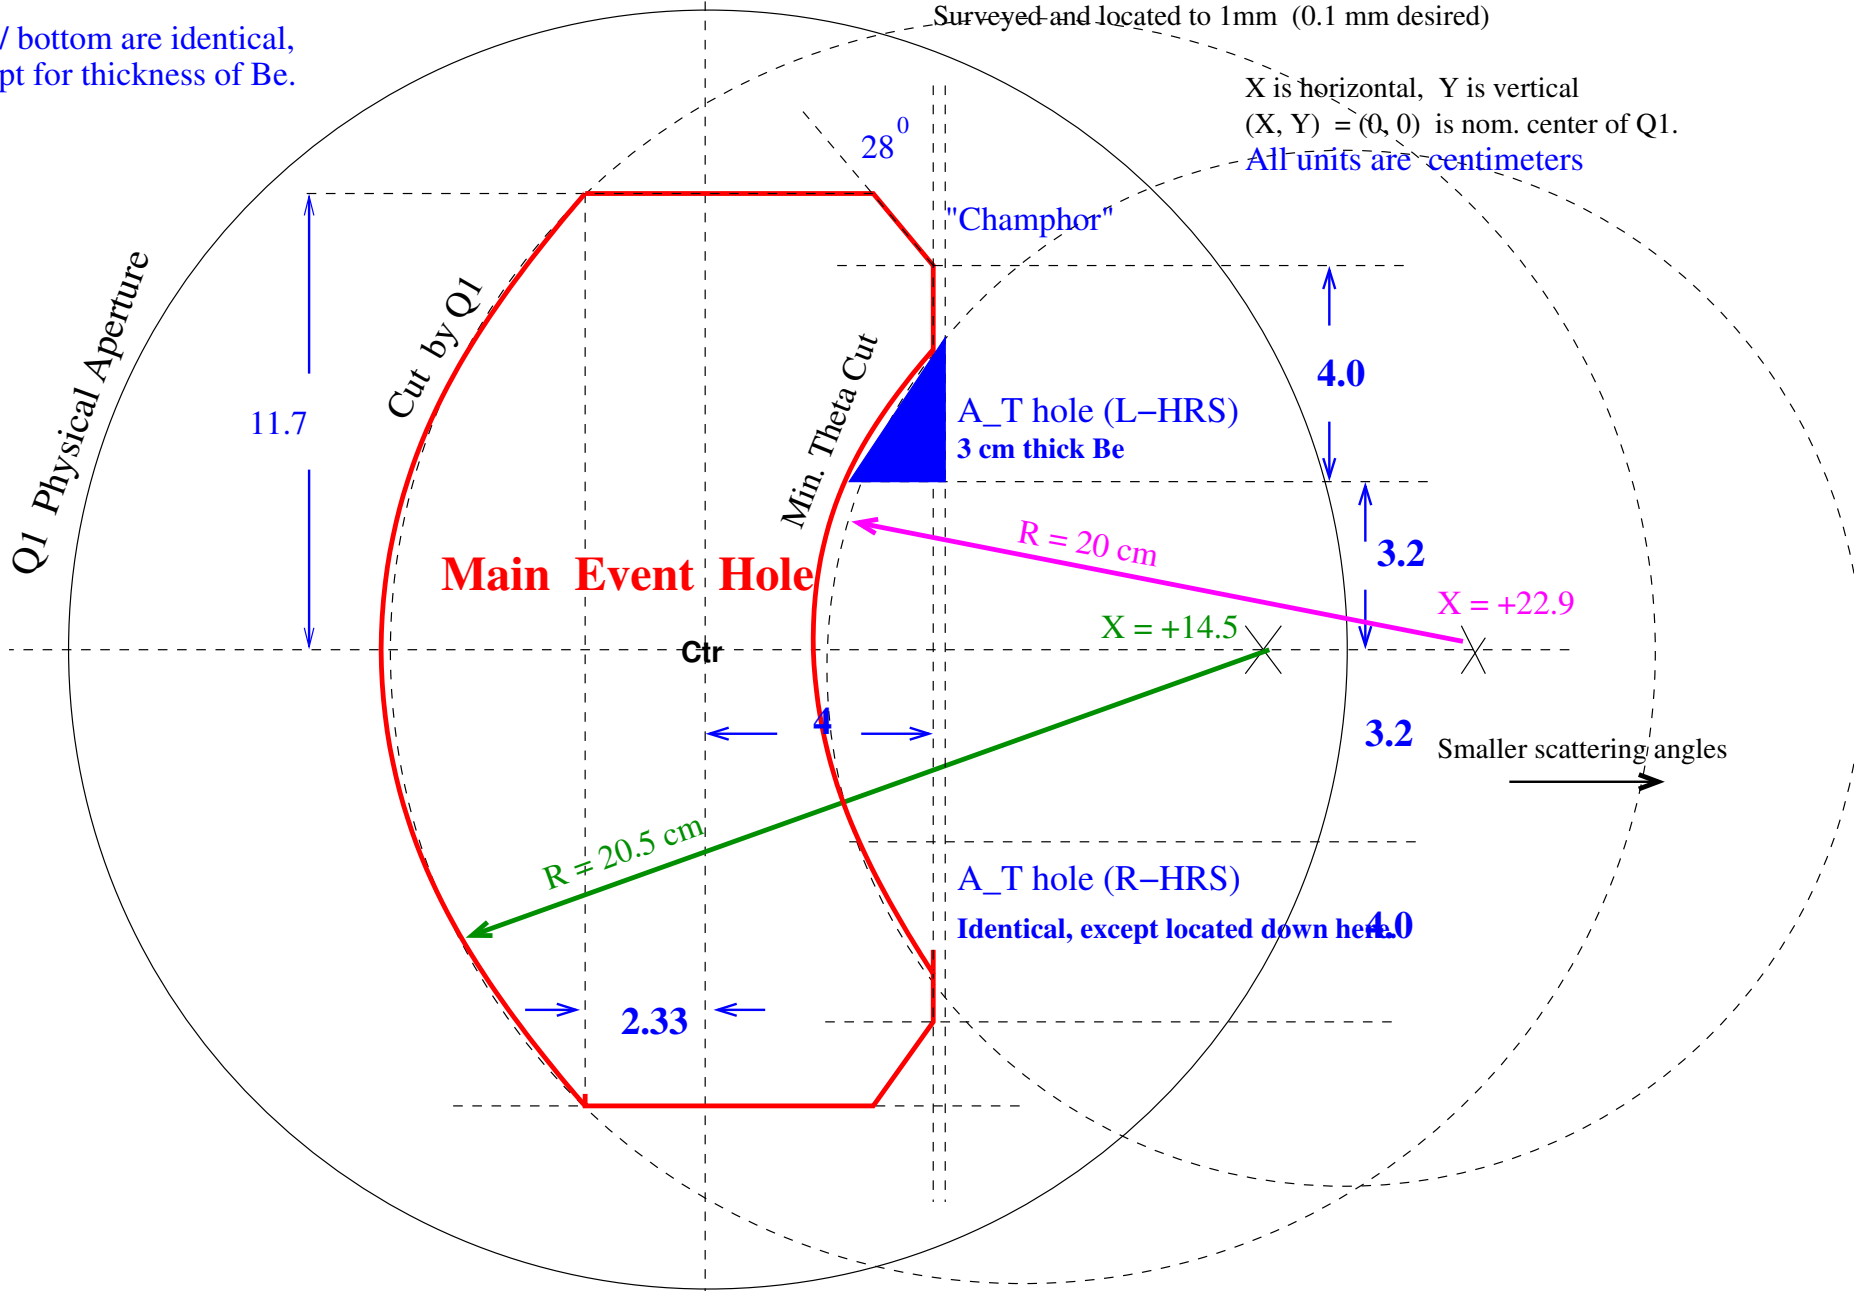 / bottom are identical,
pt for thickness of Be.
Surveyed and located to 1mm (0.1 mm desired)
X is horizontal, Y is vertical
(X, Y) = (0, 0) is nom. center of Q1.
All units are centimeters
28⁰
"Champhor"
Q1 Physical Aperture
Cut by Q1
Min. Theta Cut
11.7
4.0
A_T hole (L−HRS)
3 cm thick Be
R = 20 cm
3.2
Main Event Hole
X = +22.9
X = +14.5
Ctr
4
3.2
Smaller scattering angles
R = 20.5 cm
A_T hole (R−HRS)
Identical, except located down here.
4.0
2.33